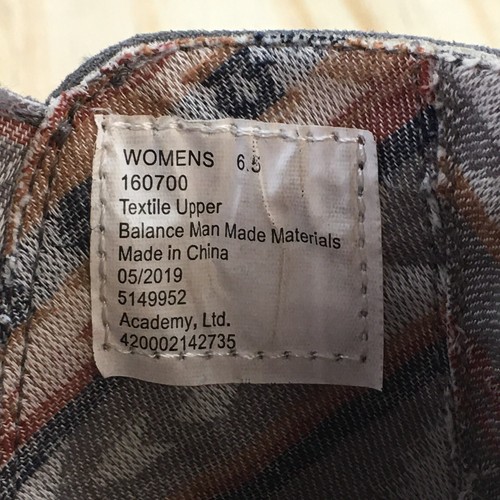 WOMENS 6.5
160700
Textile Upper
Balance Man Made Materials
Made in China
05/2019
5149952
Academy, Ltd.
420002142735